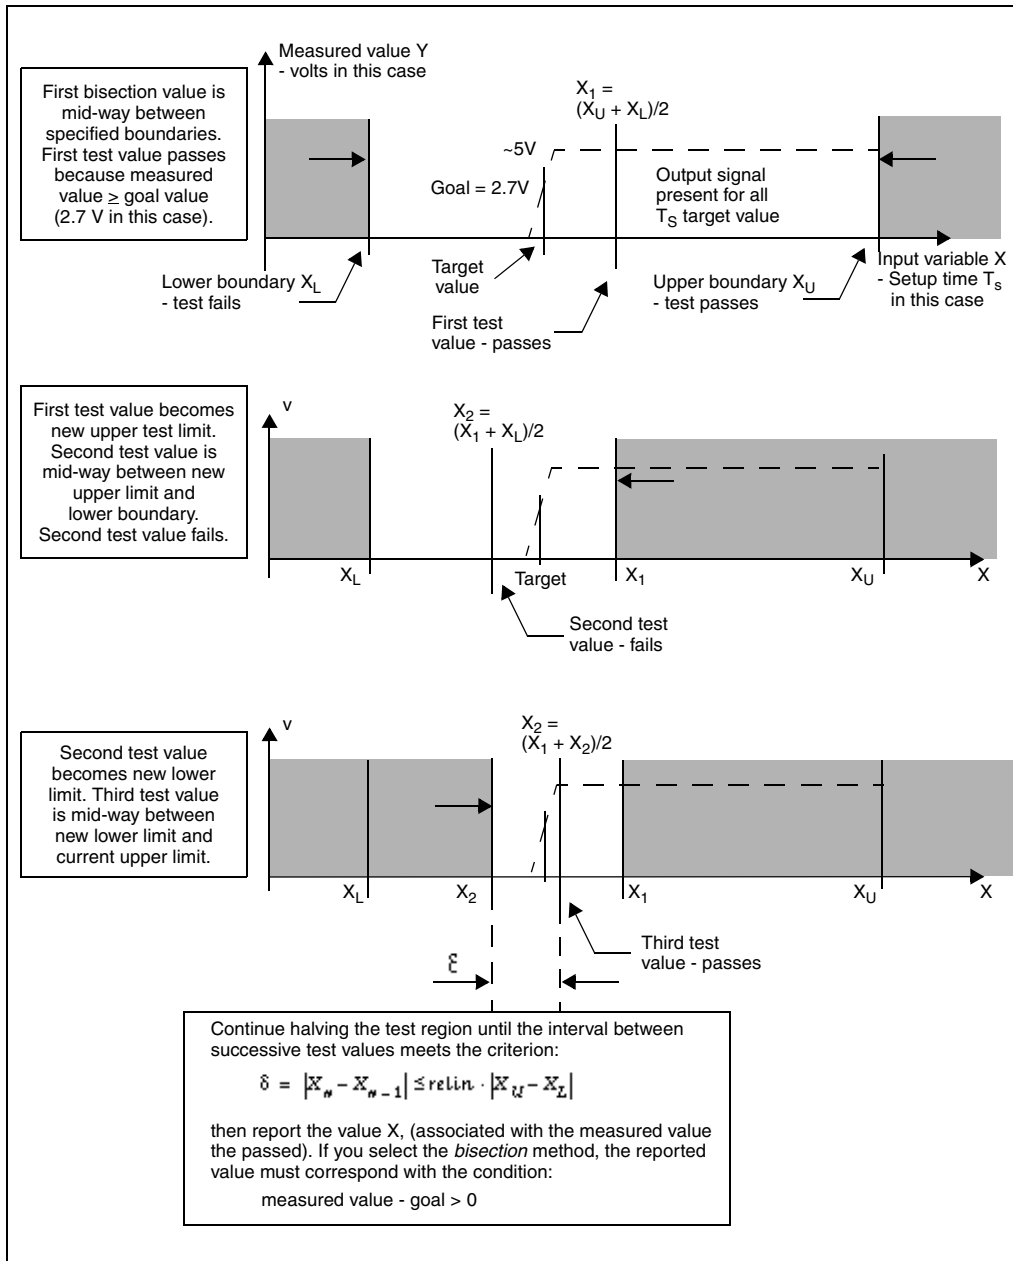 Measured value Y
- volts in this case
First bisection value is
mid-way between
specified boundaries.
First test value passes
because measured
value ≥ goal value
(2.7 V in this case).
X1 =
(XU + XL)/2
~5V
Goal = 2.7V
Output signal
present for all
TS target value
Lower boundary XL
- test fails
Target
value
First test
value - passes
Upper boundary XU
- test passes
Input variable X
- Setup time Ts
in this case
First test value becomes
new upper test limit.
Second test value is
mid-way between new
upper limit and
lower boundary.
Second test value fails.
v
X2 =
(X1 + XL)/2
XL
Target
X1
XU
X
Second test
value - fails
Second test value
becomes new lower
limit. Third test value
is mid-way between
new lower limit and
current upper limit.
v
X2 =
(X1 + X2)/2
XL
X2
X1
XU
X
Third test
value - passes
ε
Continue halving the test region until the interval between
successive test values meets the criterion:
δ = |Xn - Xn-1| ≤ relin · |XU - XL|
then report the value X, (associated with the measured value
the passed). If you select the bisection method, the reported
value must correspond with the condition:
measured value - goal > 0